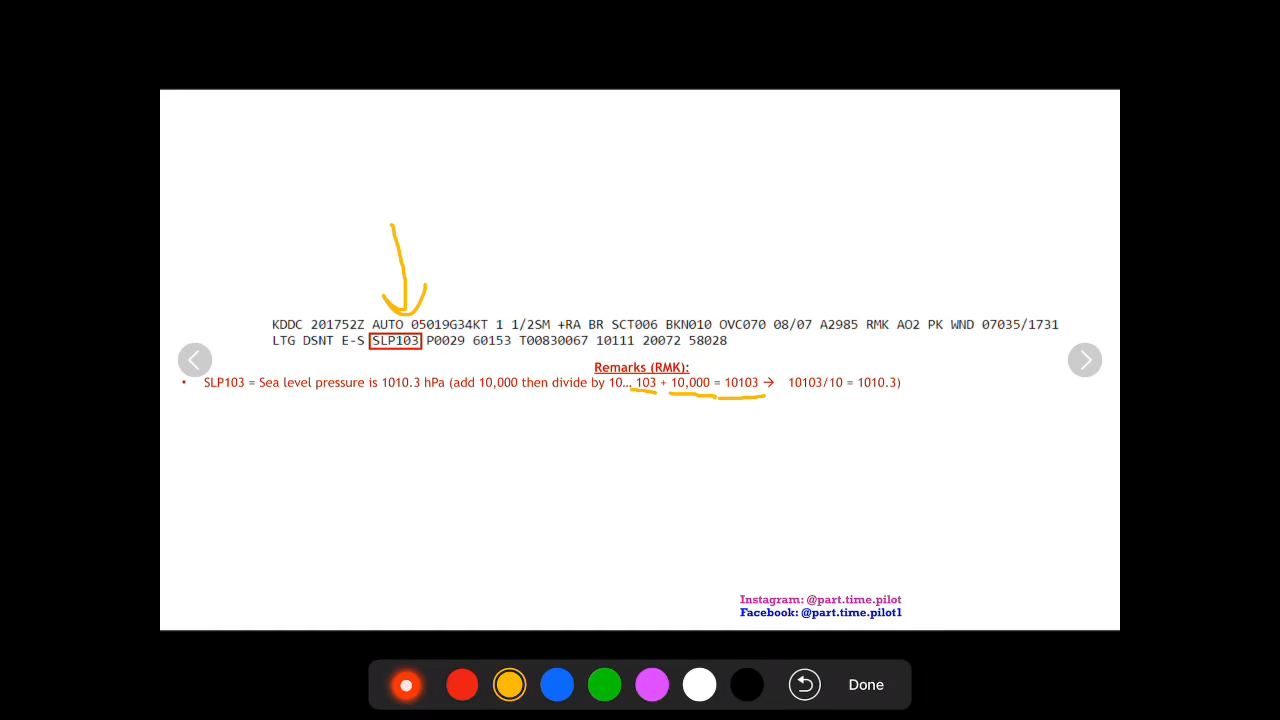 KDDC 201752Z AUTO 05019G34KT 1 1/2SM +RA BR SCT006 BKN010 OVC070 08/07 A2985 RMK AO2 PK WND 07035/1731
LTG DSNT E-S SLP103 P0029 60153 T00830067 10111 20072 58028
Remarks (RMK):
• SLP103 = Sea level pressure is 1010.3 hPa (add 10,000 then divide by 10… 103 + 10,000 = 10103 → 10103/10 = 1010.3)
Instagram: @part.time.pilot
Facebook: @part.time.pilot1
Done